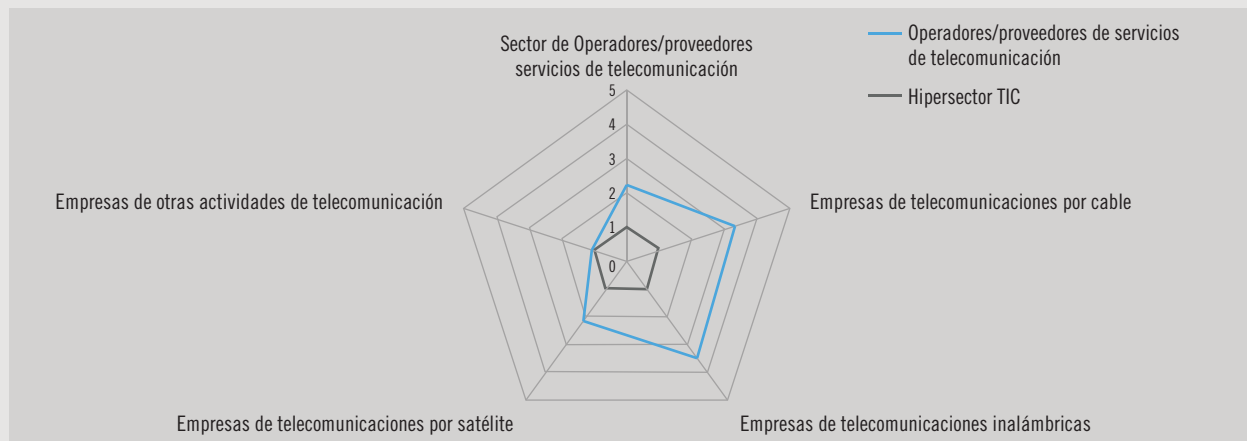 Sector de Operadores/proveedores
servicios de telecomunicación
Operadores/proveedores de servicios
de telecomunicación
Hipersector TIC
5
4
3
2
1
0
Empresas de otras actividades de telecomunicación
Empresas de telecomunicaciones por cable
Empresas de telecomunicaciones por satélite
Empresas de telecomunicaciones inalámbricas